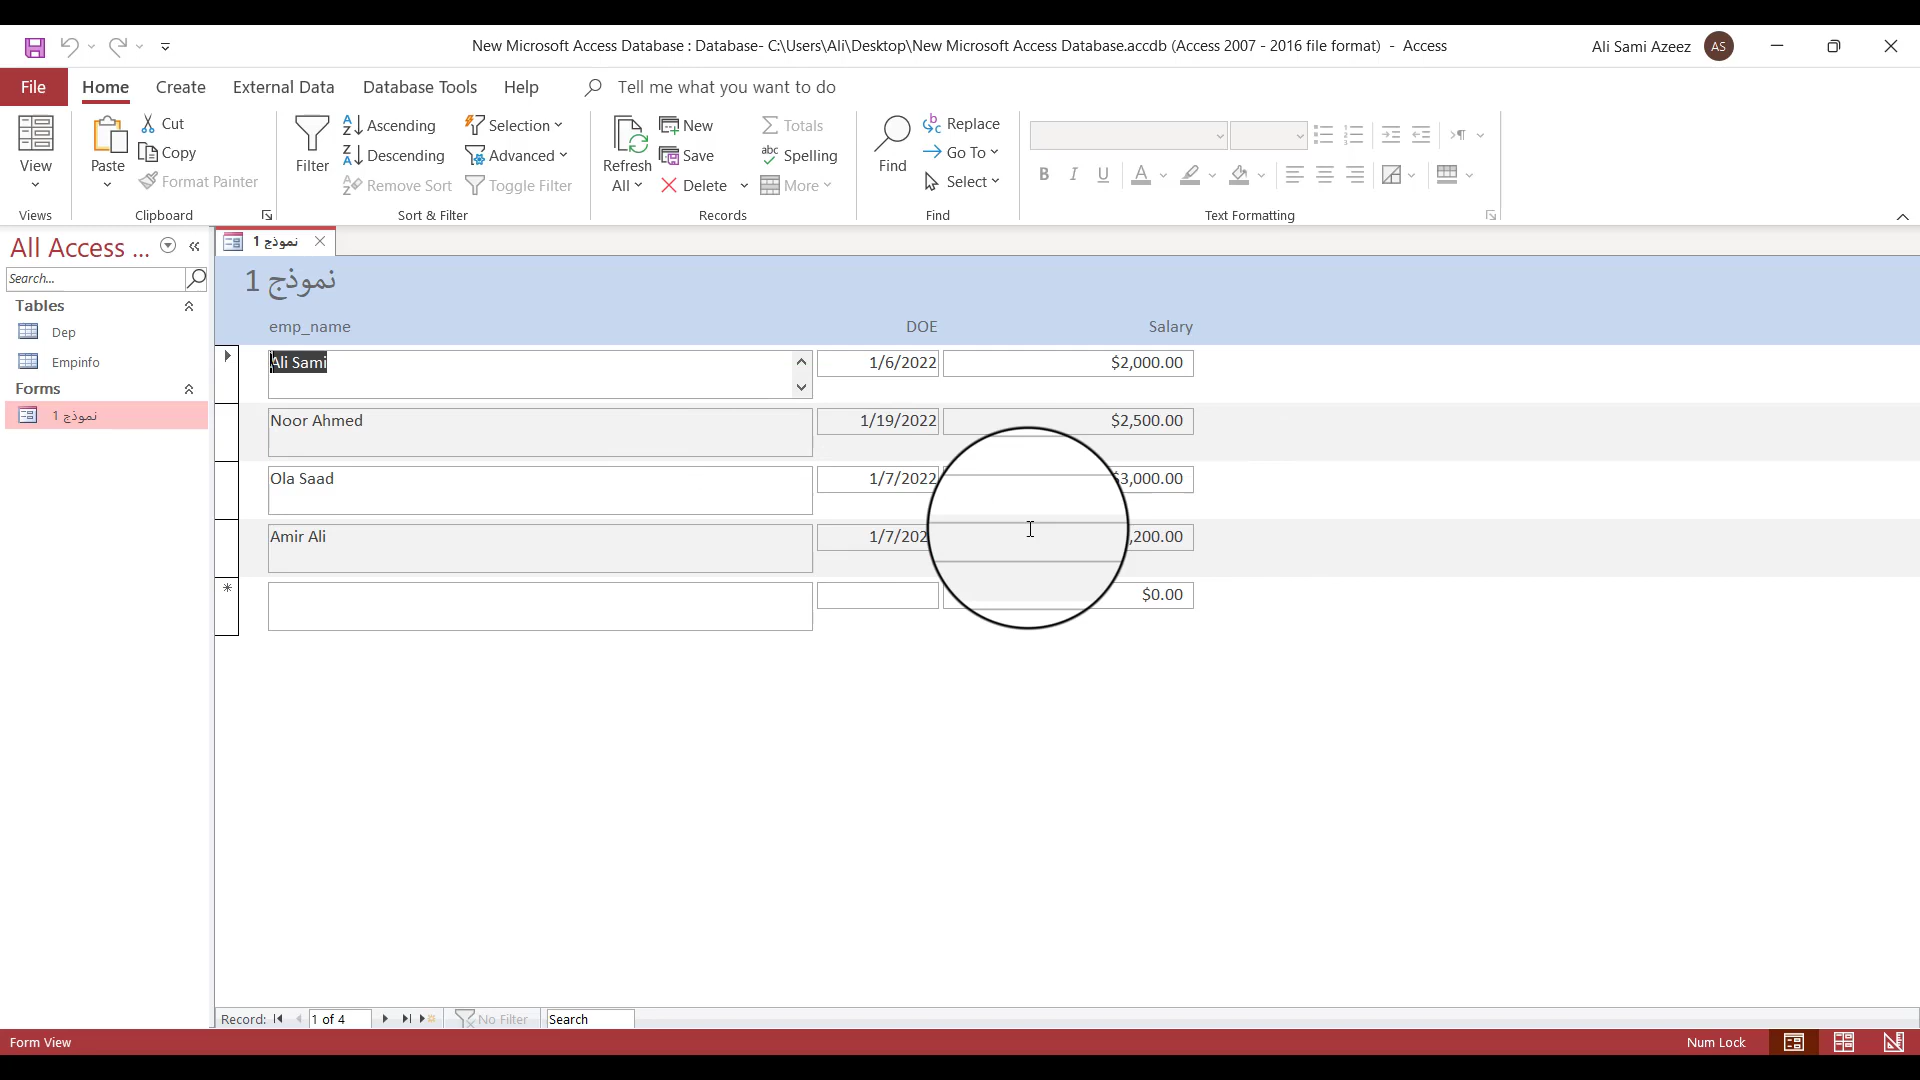 New Microsoft Access Database : Database- C:\Users\Ali\Desktop\New Microsoft Access Database.accdb (Access 2007 - 2016 file format) - Access
Ali Sami Azeez
AS
File
Home
Create
External Data
Database Tools
Help
Tell me what you want to do
View
Views
Paste
Cut
Copy
Format Painter
Clipboard
Filter
Ascending
Descending
Remove Sort
Selection
Advanced
Toggle Filter
Sort & Filter
Refresh
All
New
Save
Delete
Totals
Spelling
More
Records
Find
Replace
Go To
Select
Find
B I U
Text Formatting
All Access ...
Search...
Tables
Dep
Empinfo
Forms
نموذج 1
نموذج 1
نموذج 1
emp_name DOE Salary
Ali Sami 1/6/2022 $2,000.00
Noor Ahmed 1/19/2022 $2,500.00
Ola Saad 1/7/2022 $3,000.00
Amir Ali 1/7/202 ,200.00
$0.00
Record: 1 of 4 No Filter Search
Form View
Num Lock